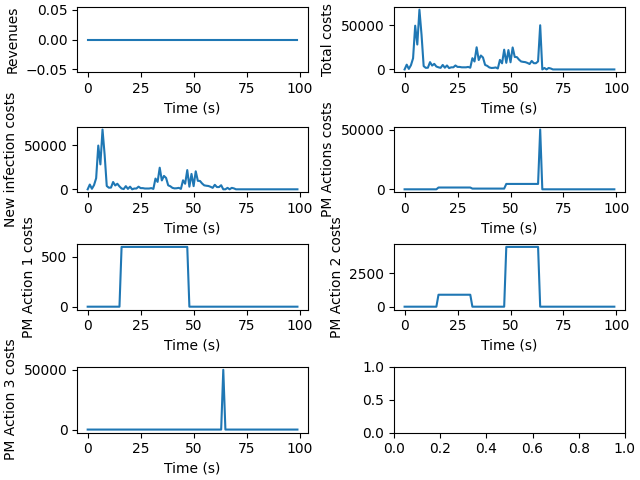 Revenues
0.05
0.00
−0.05
0 25 50 75 100
Time (s)
Total costs
50000
0
0 25 50 75 100
Time (s)
New infection costs
50000
0
0 25 50 75 100
Time (s)
PM Actions costs
50000
0
0 25 50 75 100
Time (s)
PM Action 1 costs
500
0
0 25 50 75 100
Time (s)
PM Action 2 costs
2500
0
0 25 50 75 100
Time (s)
PM Action 3 costs
50000
0
0 25 50 75 100
Time (s)
1.0
0.5
0.0
0.0 0.2 0.4 0.6 0.8 1.0